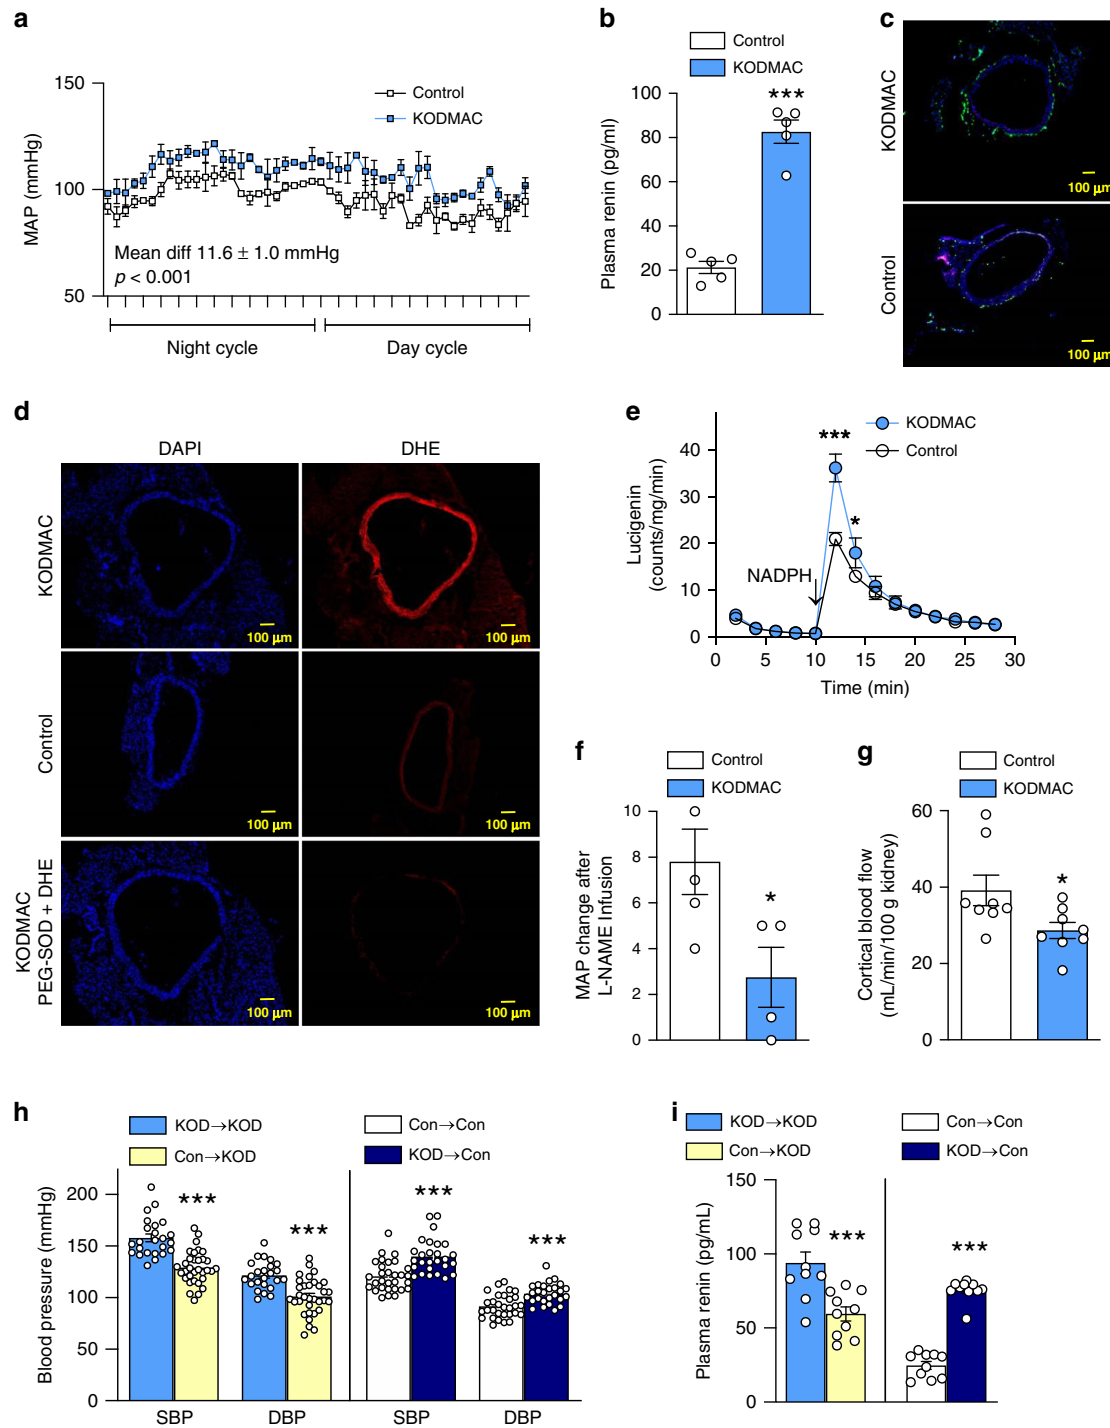 a
150
100
50
MAP (mmHg)
Control
KODMAC
Mean diff 11.6 ± 1.0 mmHg
p < 0.001
Night cycle
Day cycle
b
Control
KODMAC
100
80
60
40
20
0
Plasma renin (pg/ml)
***
c
KODMAC
100 µm
Control
100 µm
d
DAPI
DHE
KODMAC
100 µm
100 µm
Control
100 µm
100 µm
KODMAC
PEG-SOD + DHE
100 µm
100 µm
e
KODMAC
Control
***
*
40
30
20
10
0
Lucigenin
(counts/mg/min)
NADPH
0
5
10
15
20
25
30
Time (min)
f
Control
KODMAC
10
8
6
4
2
0
MAP change after
L-NAME Infusion
*
g
Control
KODMAC
60
40
20
0
Cortical blood flow
(mL/min/100 g kidney)
*
h
KOD→KOD
Con→KOD
Con→Con
KOD→Con
200
150
100
50
0
Blood pressure (mmHg)
***
***
***
***
SBP
DBP
SBP
DBP
i
KOD→KOD
Con→KOD
Con→Con
KOD→Con
150
100
50
0
Plasma renin (pg/mL)
***
***